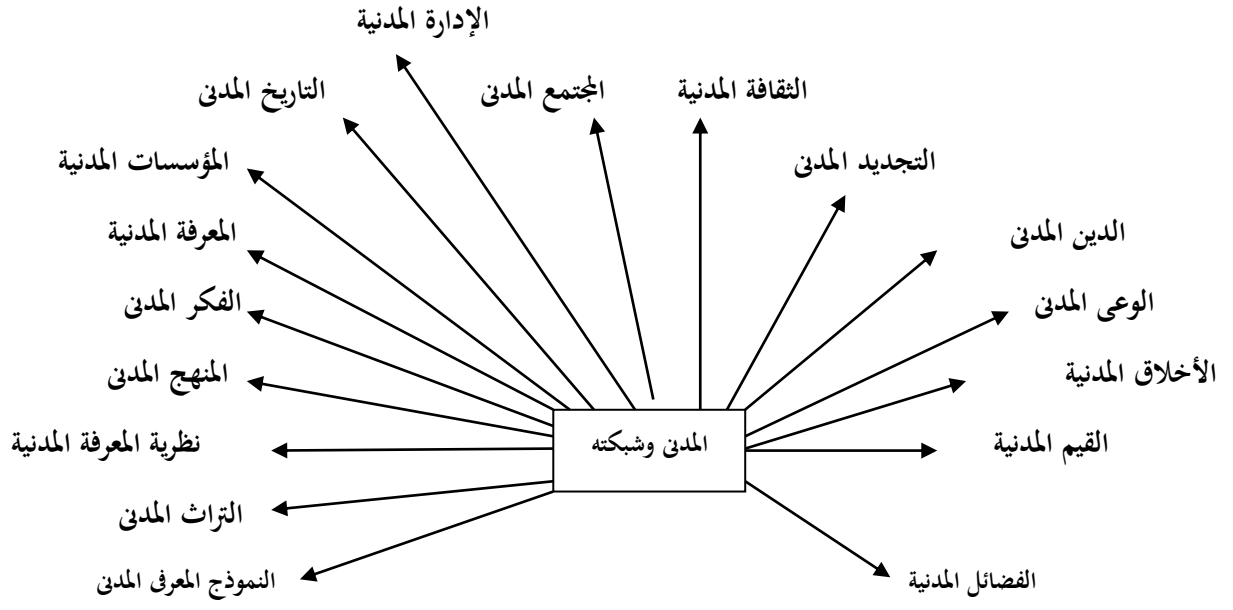 الإدارة المدنية
الثقافة المدنية
المجتمع المدنى
التاريخ المدنى
التجديد المدنى
المؤسسات المدنية
الدين المدنى
المعرفة المدنية
الوعى المدنى
الفكر المدنى
الأخلاق المدنية
المنهج المدنى
القيم المدنية
المدنى وشبكته
نظرية المعرفة المدنية
التراث المدنى
الفضائل المدنية
النموذج المعرفى المدنى